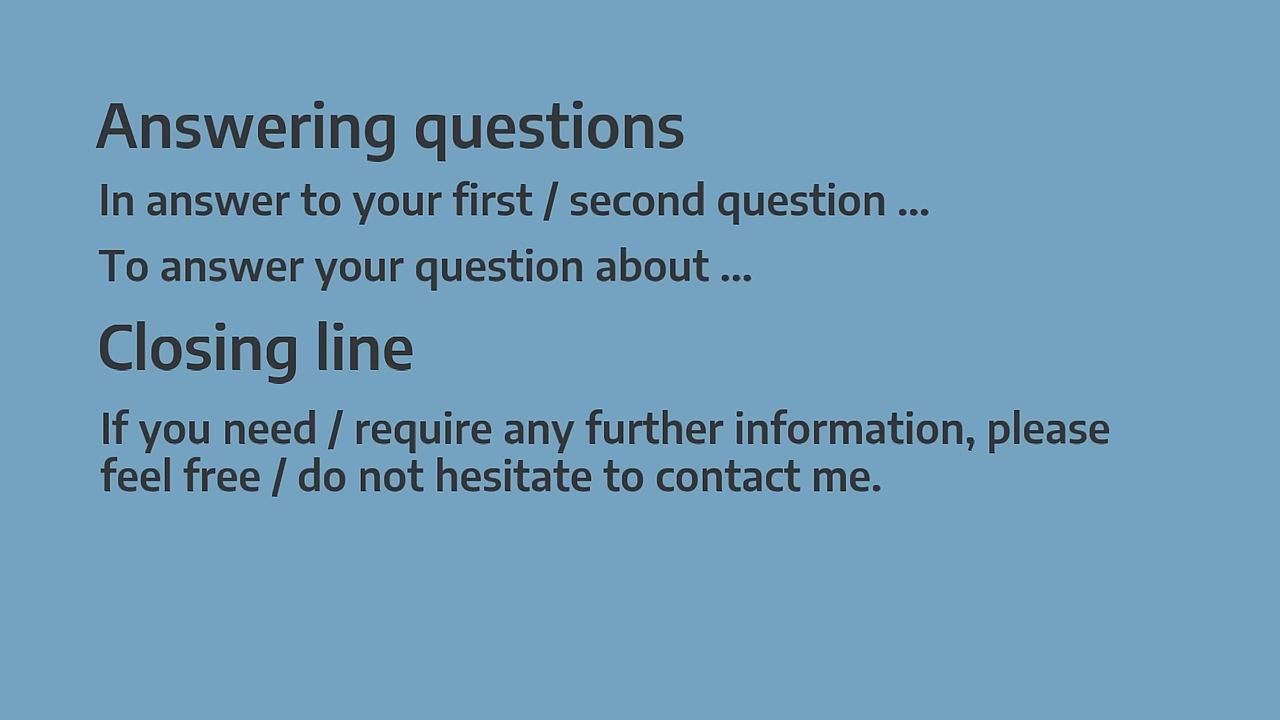 Answering questions
In answer to your first / second question ...
To answer your question about ...
Closing line
If you need / require any further information, please
feel free / do not hesitate to contact me.